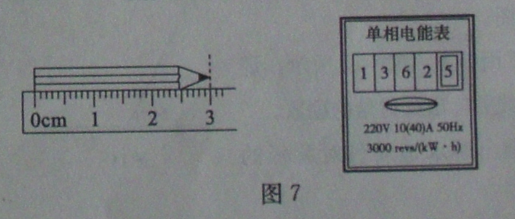 0cm 1 2 3
单相电能表
1 3 6 2 5
220V 10(40)A 50Hz
3000 revs/(kW · h)
图 7